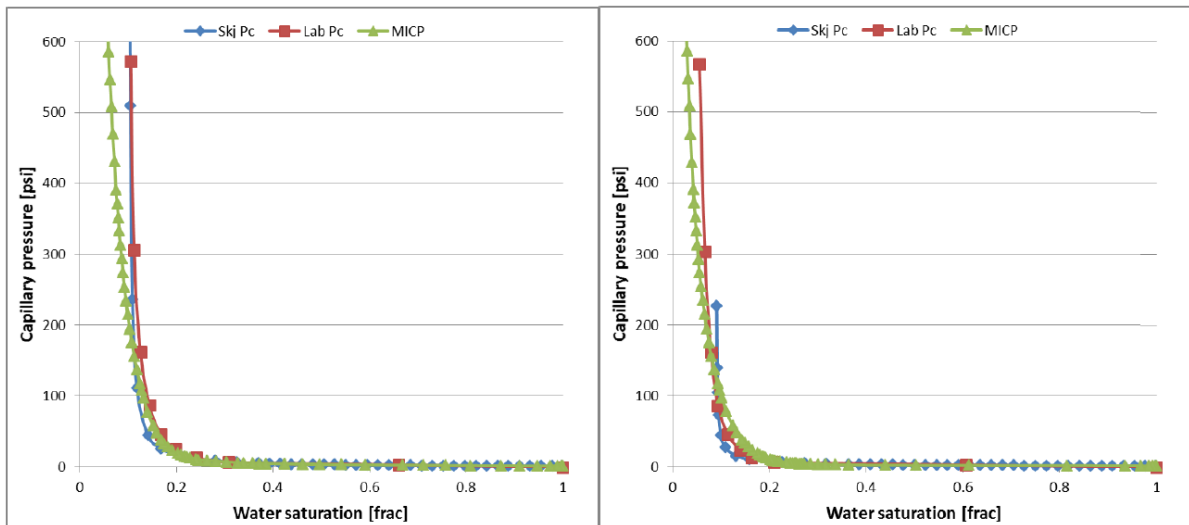 Skj Pc Lab Pc MICP
600
500
400
300
200
100
0
Capillary pressure [psi]
0 0.2 0.4 0.6 0.8 1
Water saturation [frac]
Skj Pc Lab Pc MICP
600
500
400
300
200
100
0
Capillary pressure [psi]
0 0.2 0.4 0.6 0.8 1
Water saturation [frac]